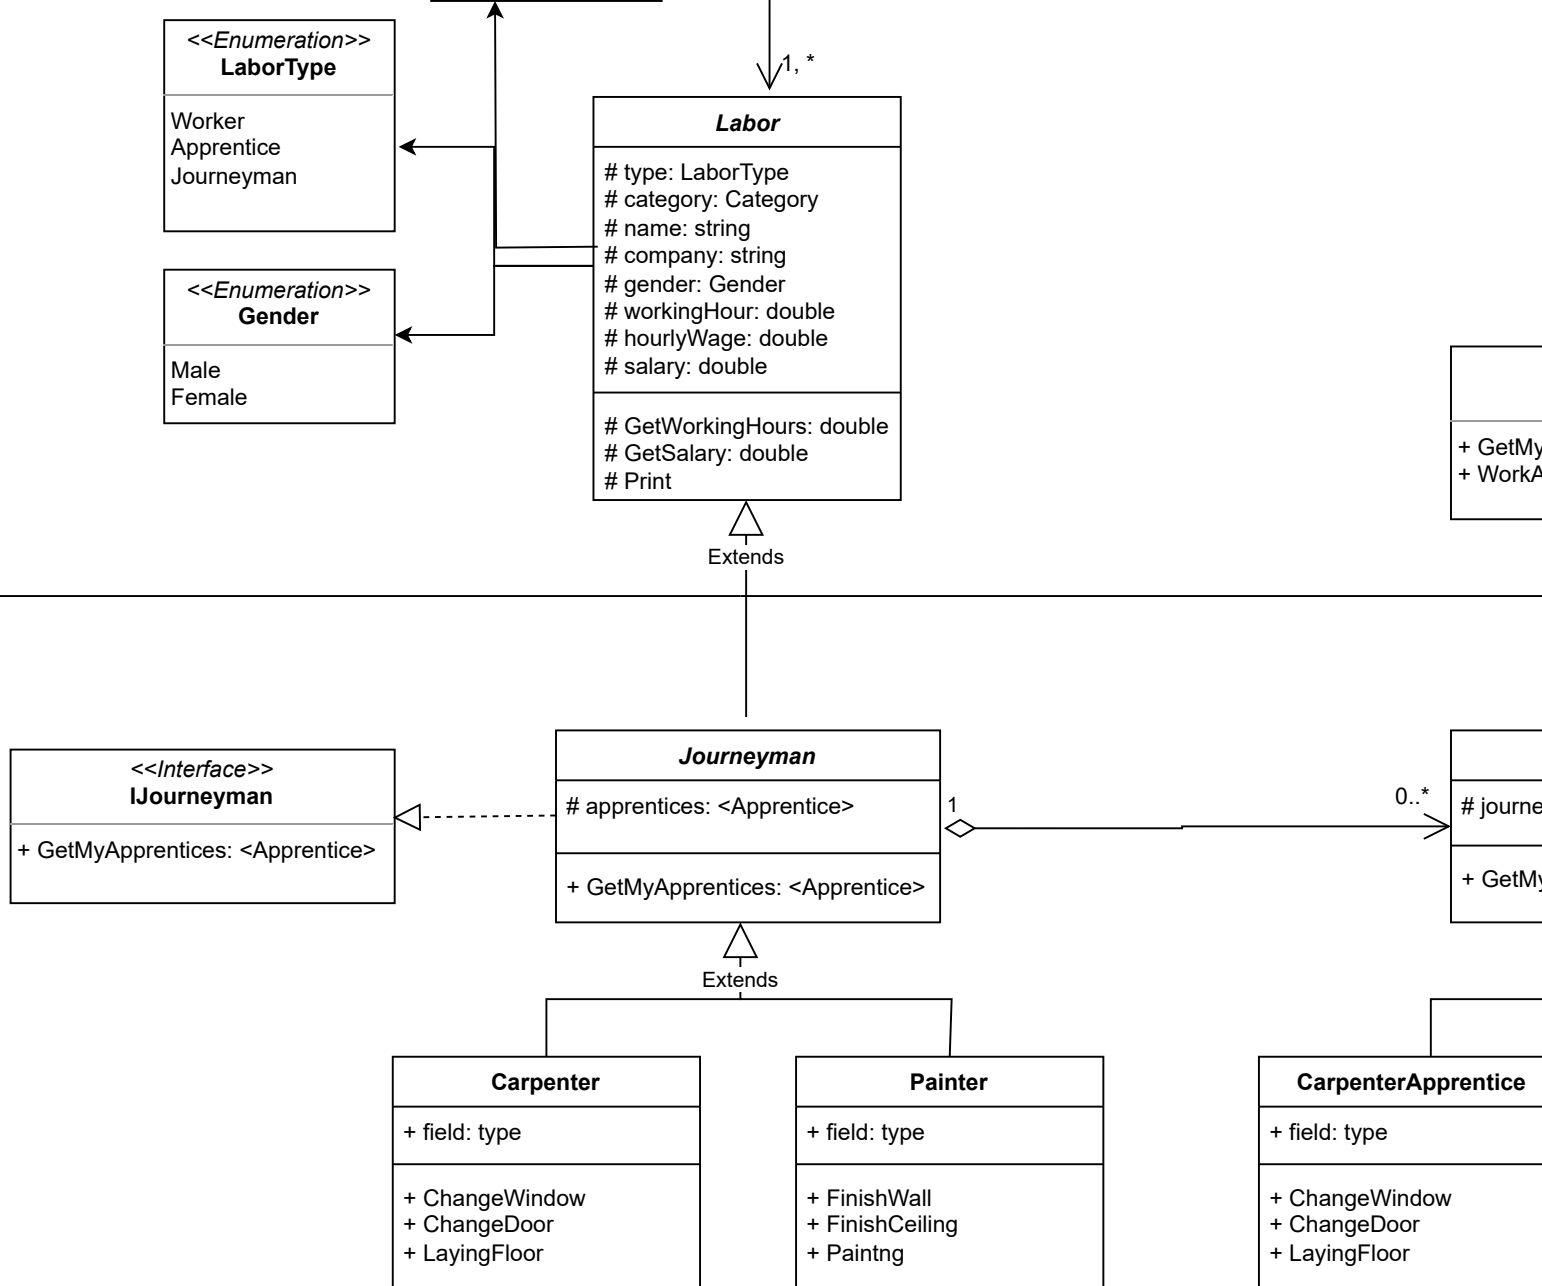 <<Enumeration>>
LaborType
Worker
Apprentice
Journeyman
<<Enumeration>>
Gender
Male
Female
1, *
Labor
# type: LaborType
# category: Category
# name: string
# company: string
# gender: Gender
# workingHour: double
# hourlyWage: double
# salary: double
# GetWorkingHours: double
# GetSalary: double
# Print
+ GetMy
+ WorkA
Extends
<<Interface>>
IJourneyman
+ GetMyApprentices: <Apprentice>
Journeyman
# apprentices: <Apprentice>
+ GetMyApprentices: <Apprentice>
1
0..*
# journe
+ GetMy
Extends
Carpenter
+ field: type
+ ChangeWindow
+ ChangeDoor
+ LayingFloor
Painter
+ field: type
+ FinishWall
+ FinishCeiling
+ Paintng
CarpenterApprentice
+ field: type
+ ChangeWindow
+ ChangeDoor
+ LayingFloor